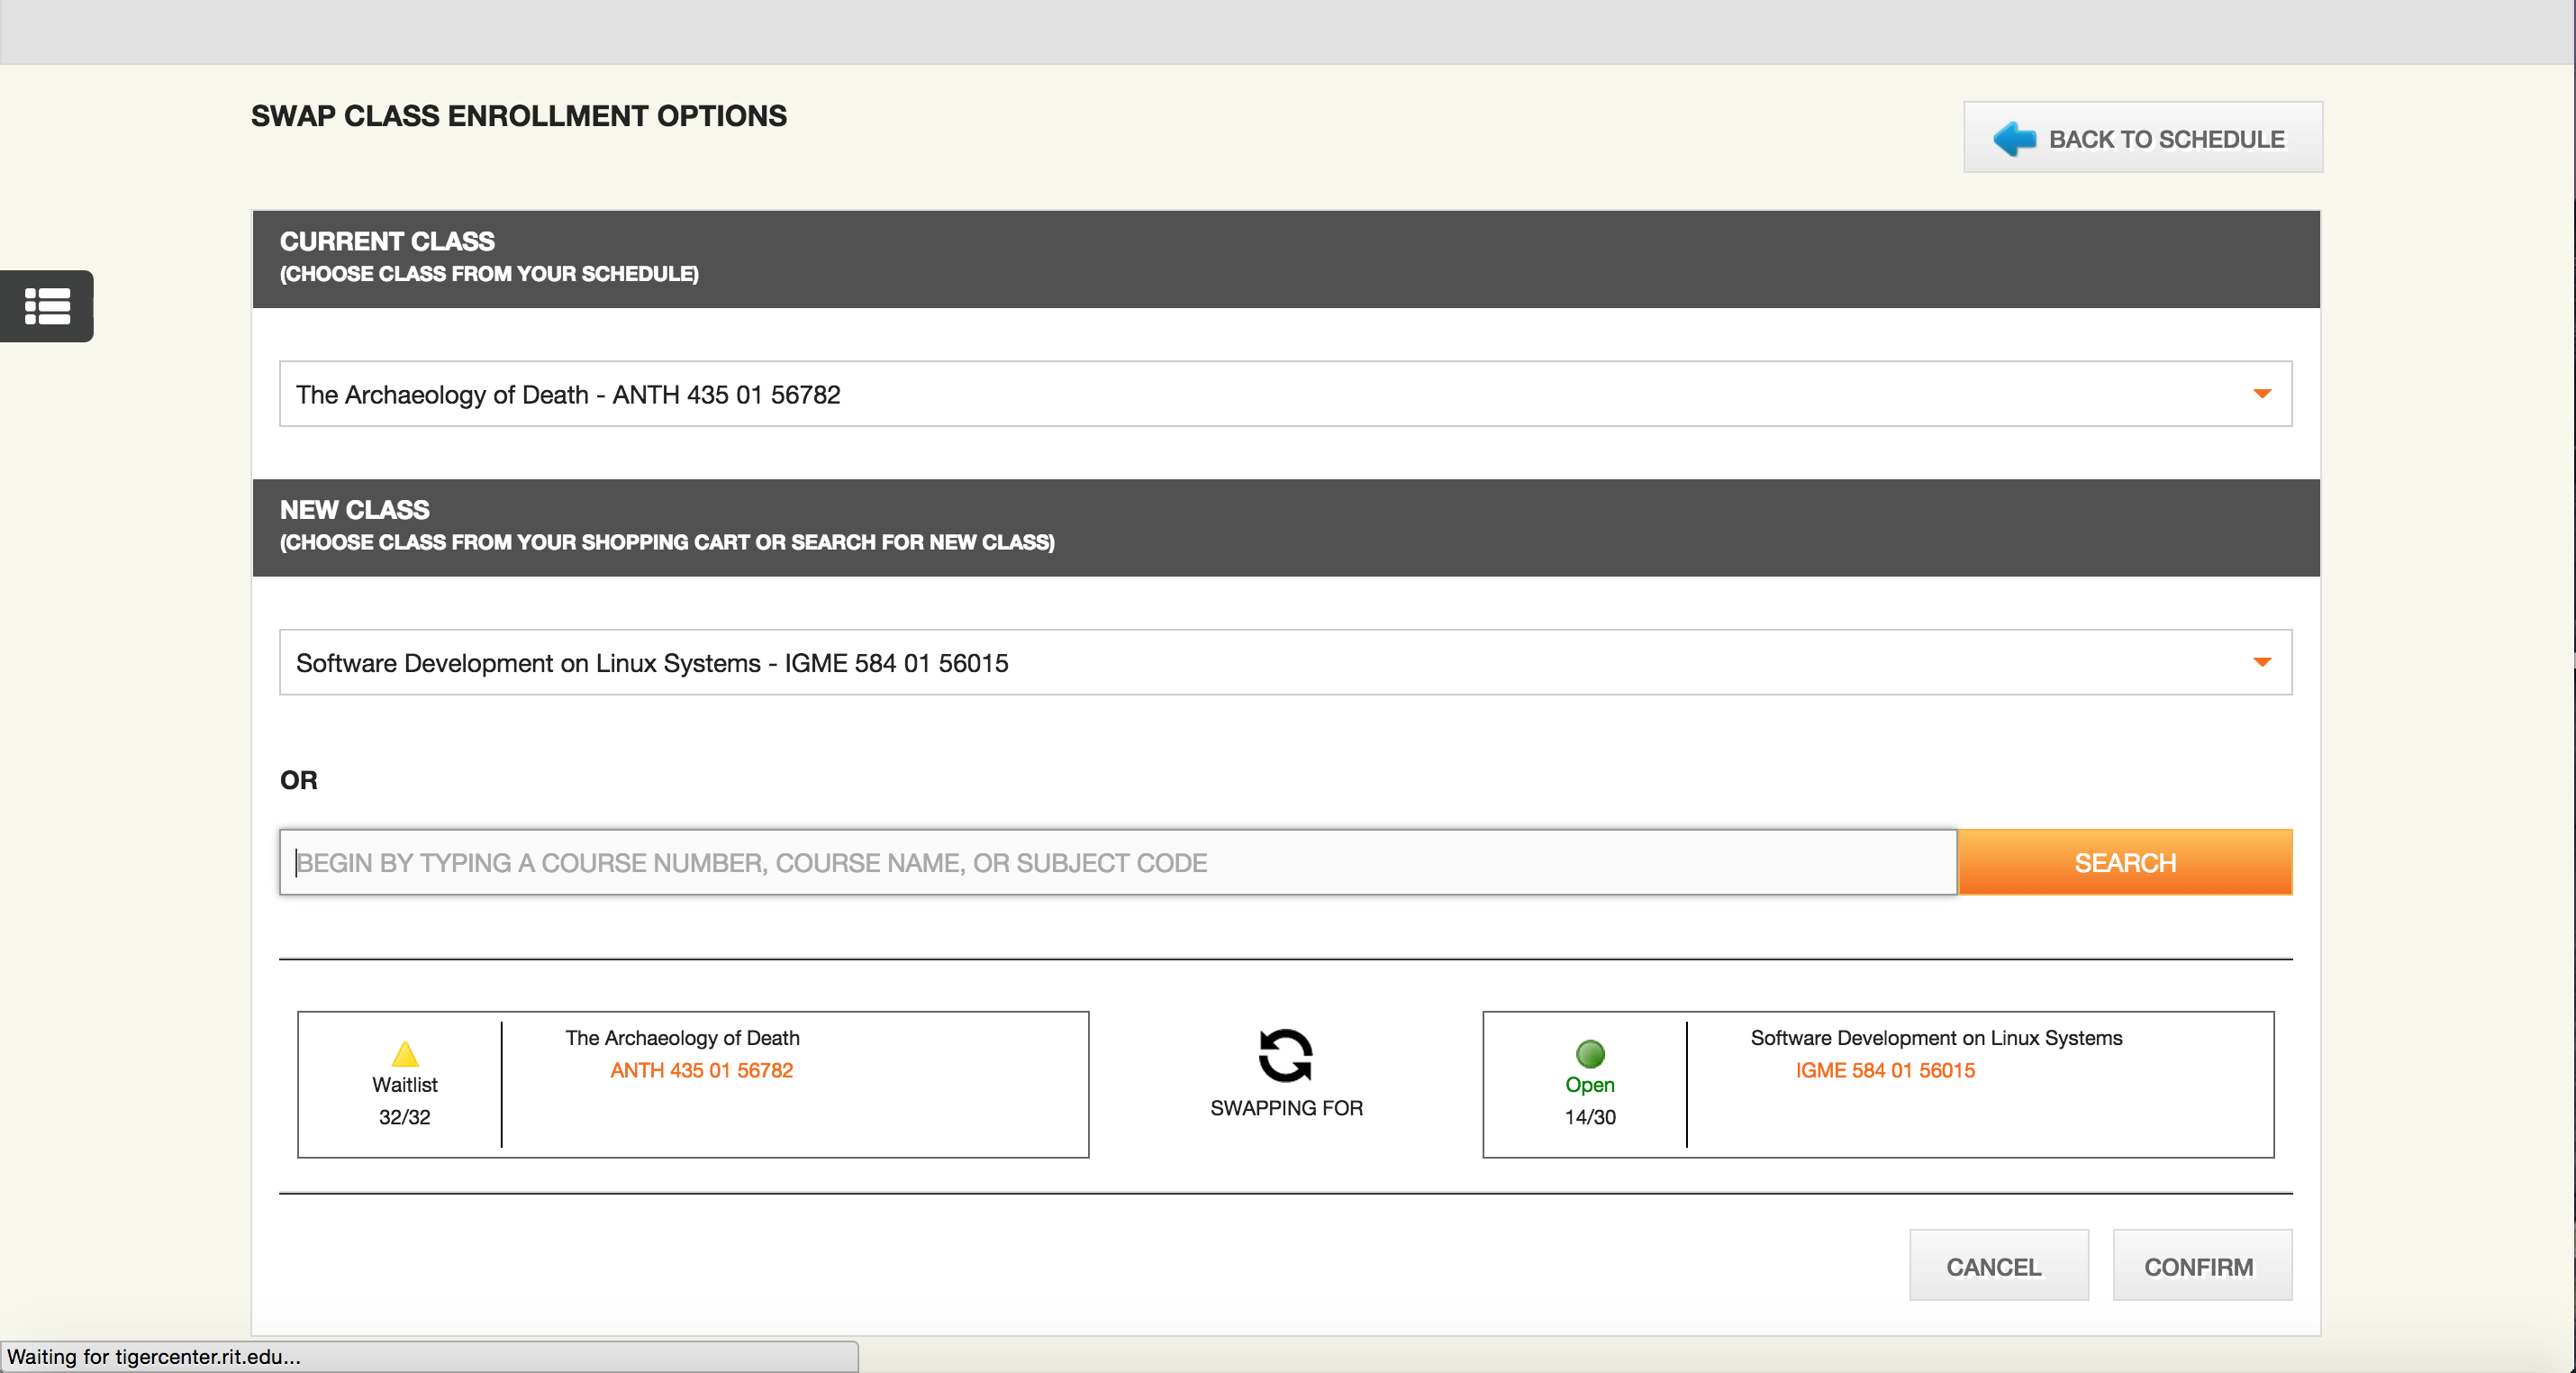 SWAP CLASS ENROLLMENT OPTIONS
BACK TO SCHEDULE
CURRENT CLASS
(CHOOSE CLASS FROM YOUR SCHEDULE)
The Archaeology of Death - ANTH 435 01 56782
NEW CLASS
(CHOOSE CLASS FROM YOUR SHOPPING CART OR SEARCH FOR NEW CLASS)
Software Development on Linux Systems - IGME 584 01 56015
OR
BEGIN BY TYPING A COURSE NUMBER, COURSE NAME, OR SUBJECT CODE
SEARCH
Waitlist
32/32
The Archaeology of Death
ANTH 435 01 56782
SWAPPING FOR
Open
14/30
Software Development on Linux Systems
IGME 584 01 56015
CANCEL
CONFIRM
Waiting for tigercenter.rit.edu...